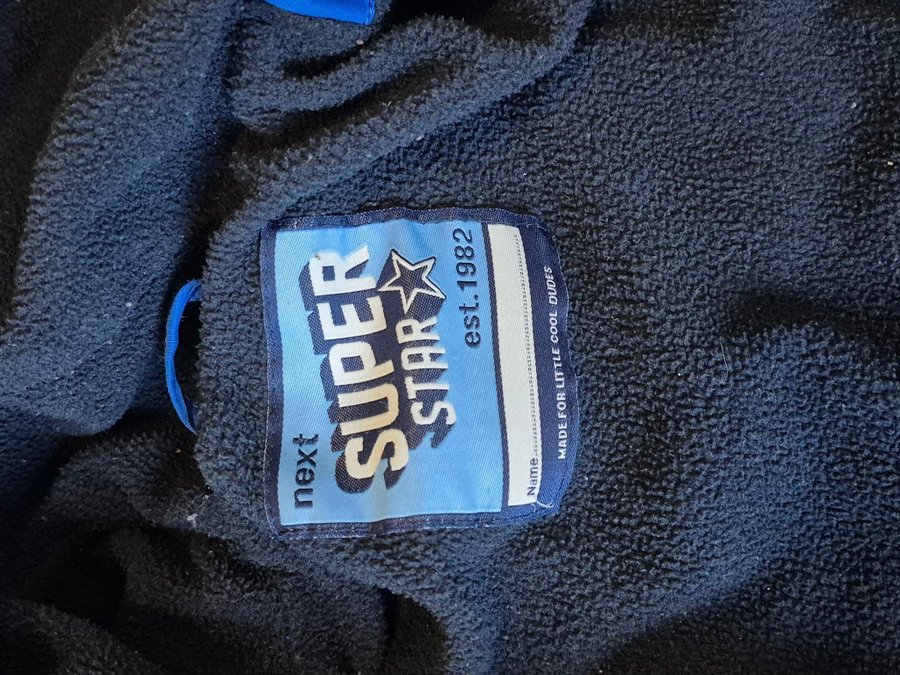 next
SUPER
STAR
est. 1982
Name
MADE FOR LITTLE COOL DUDES